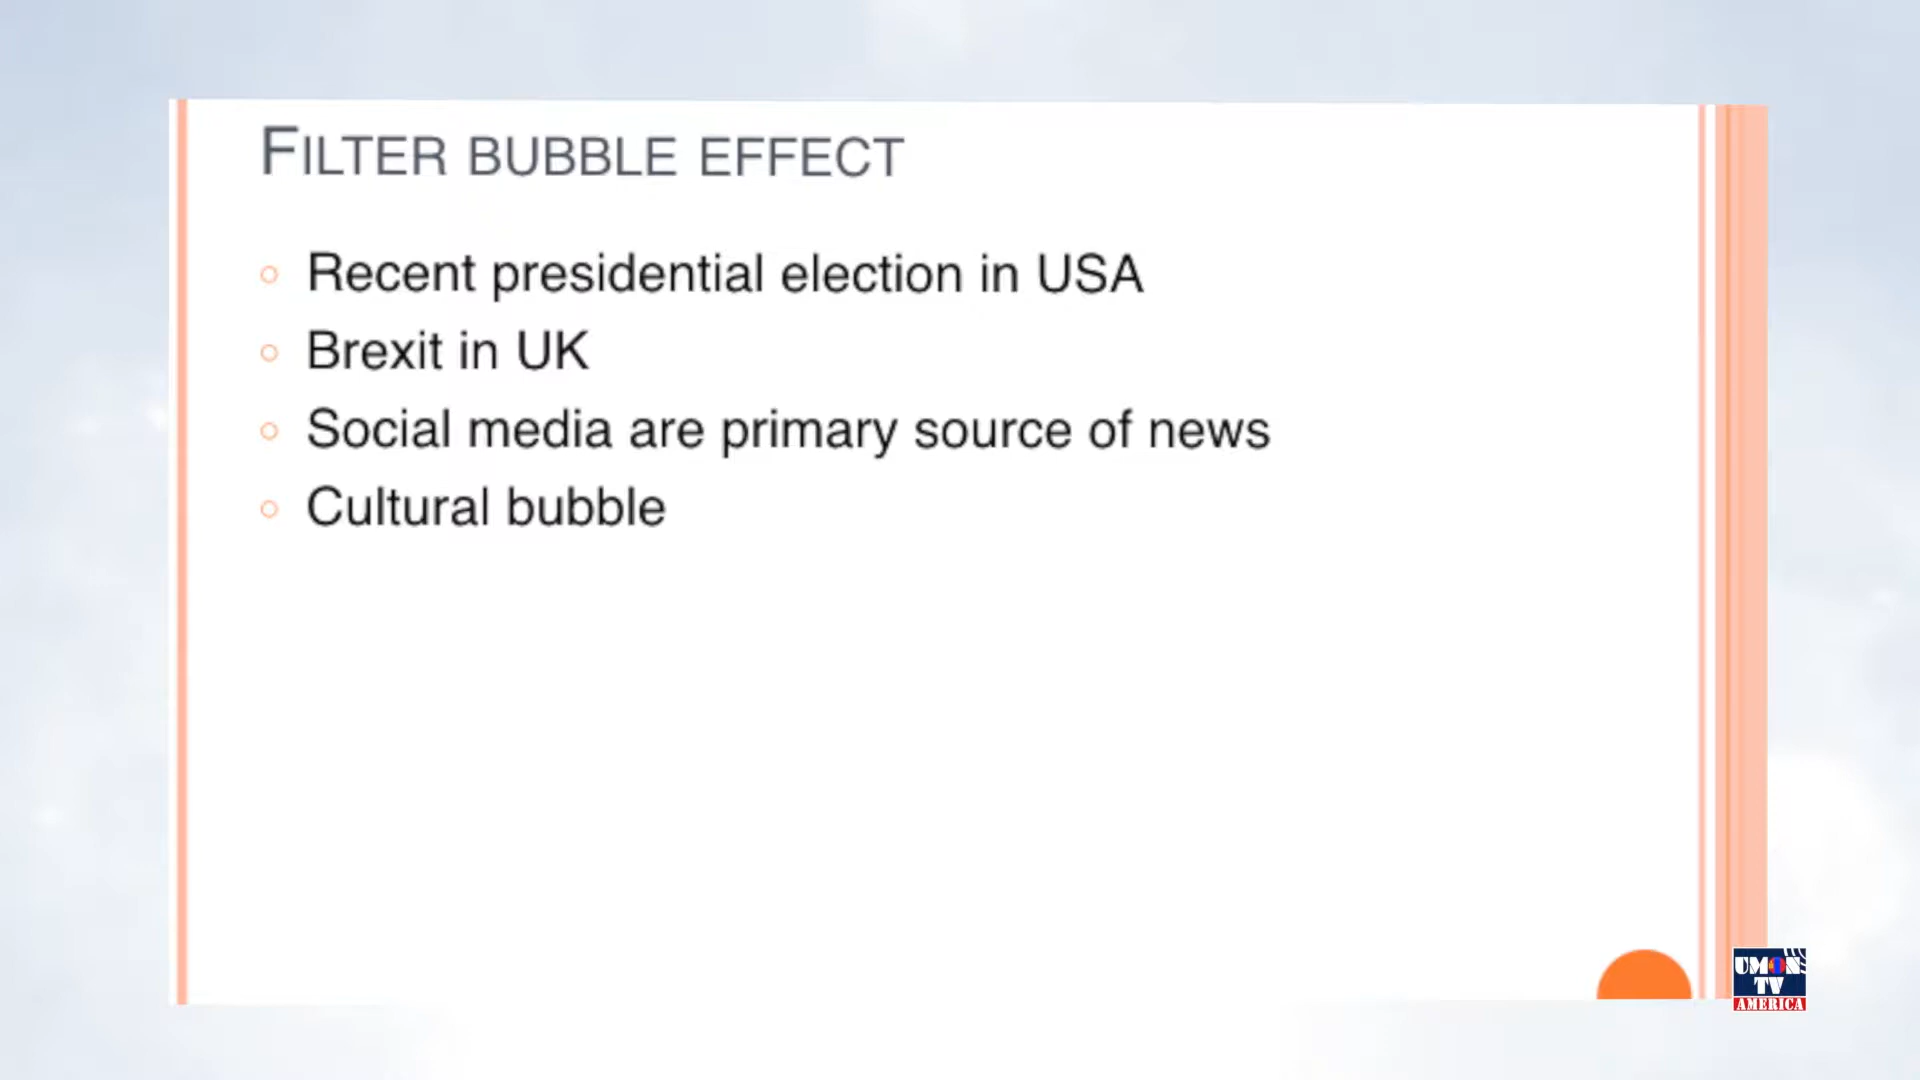 FILTER BUBBLE EFFECT
Recent presidential election in USA
Brexit in UK
Social media are primary source of news
Cultural bubble
UMON
TV
AMERICA